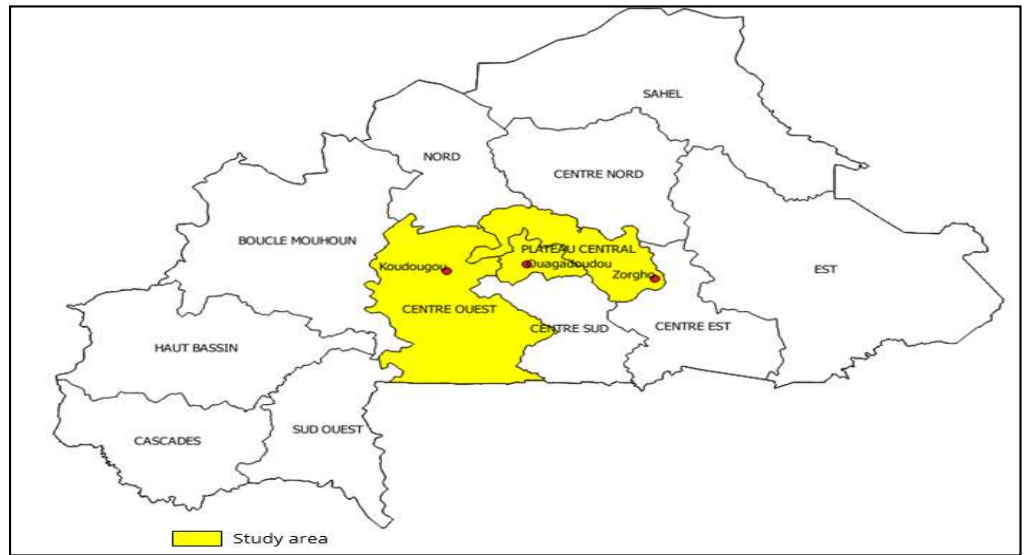 SAHEL
NORD
CENTRE NORD
BOUCLE MOUHOUN
PLATEAU CENTRAL
Koudougou
Ouagadoudou
Zorgho
EST
CENTRE OUEST
CENTRE SUD
CENTRE EST
HAUT BASSIN
SUD OUEST
CASCADES
Study area